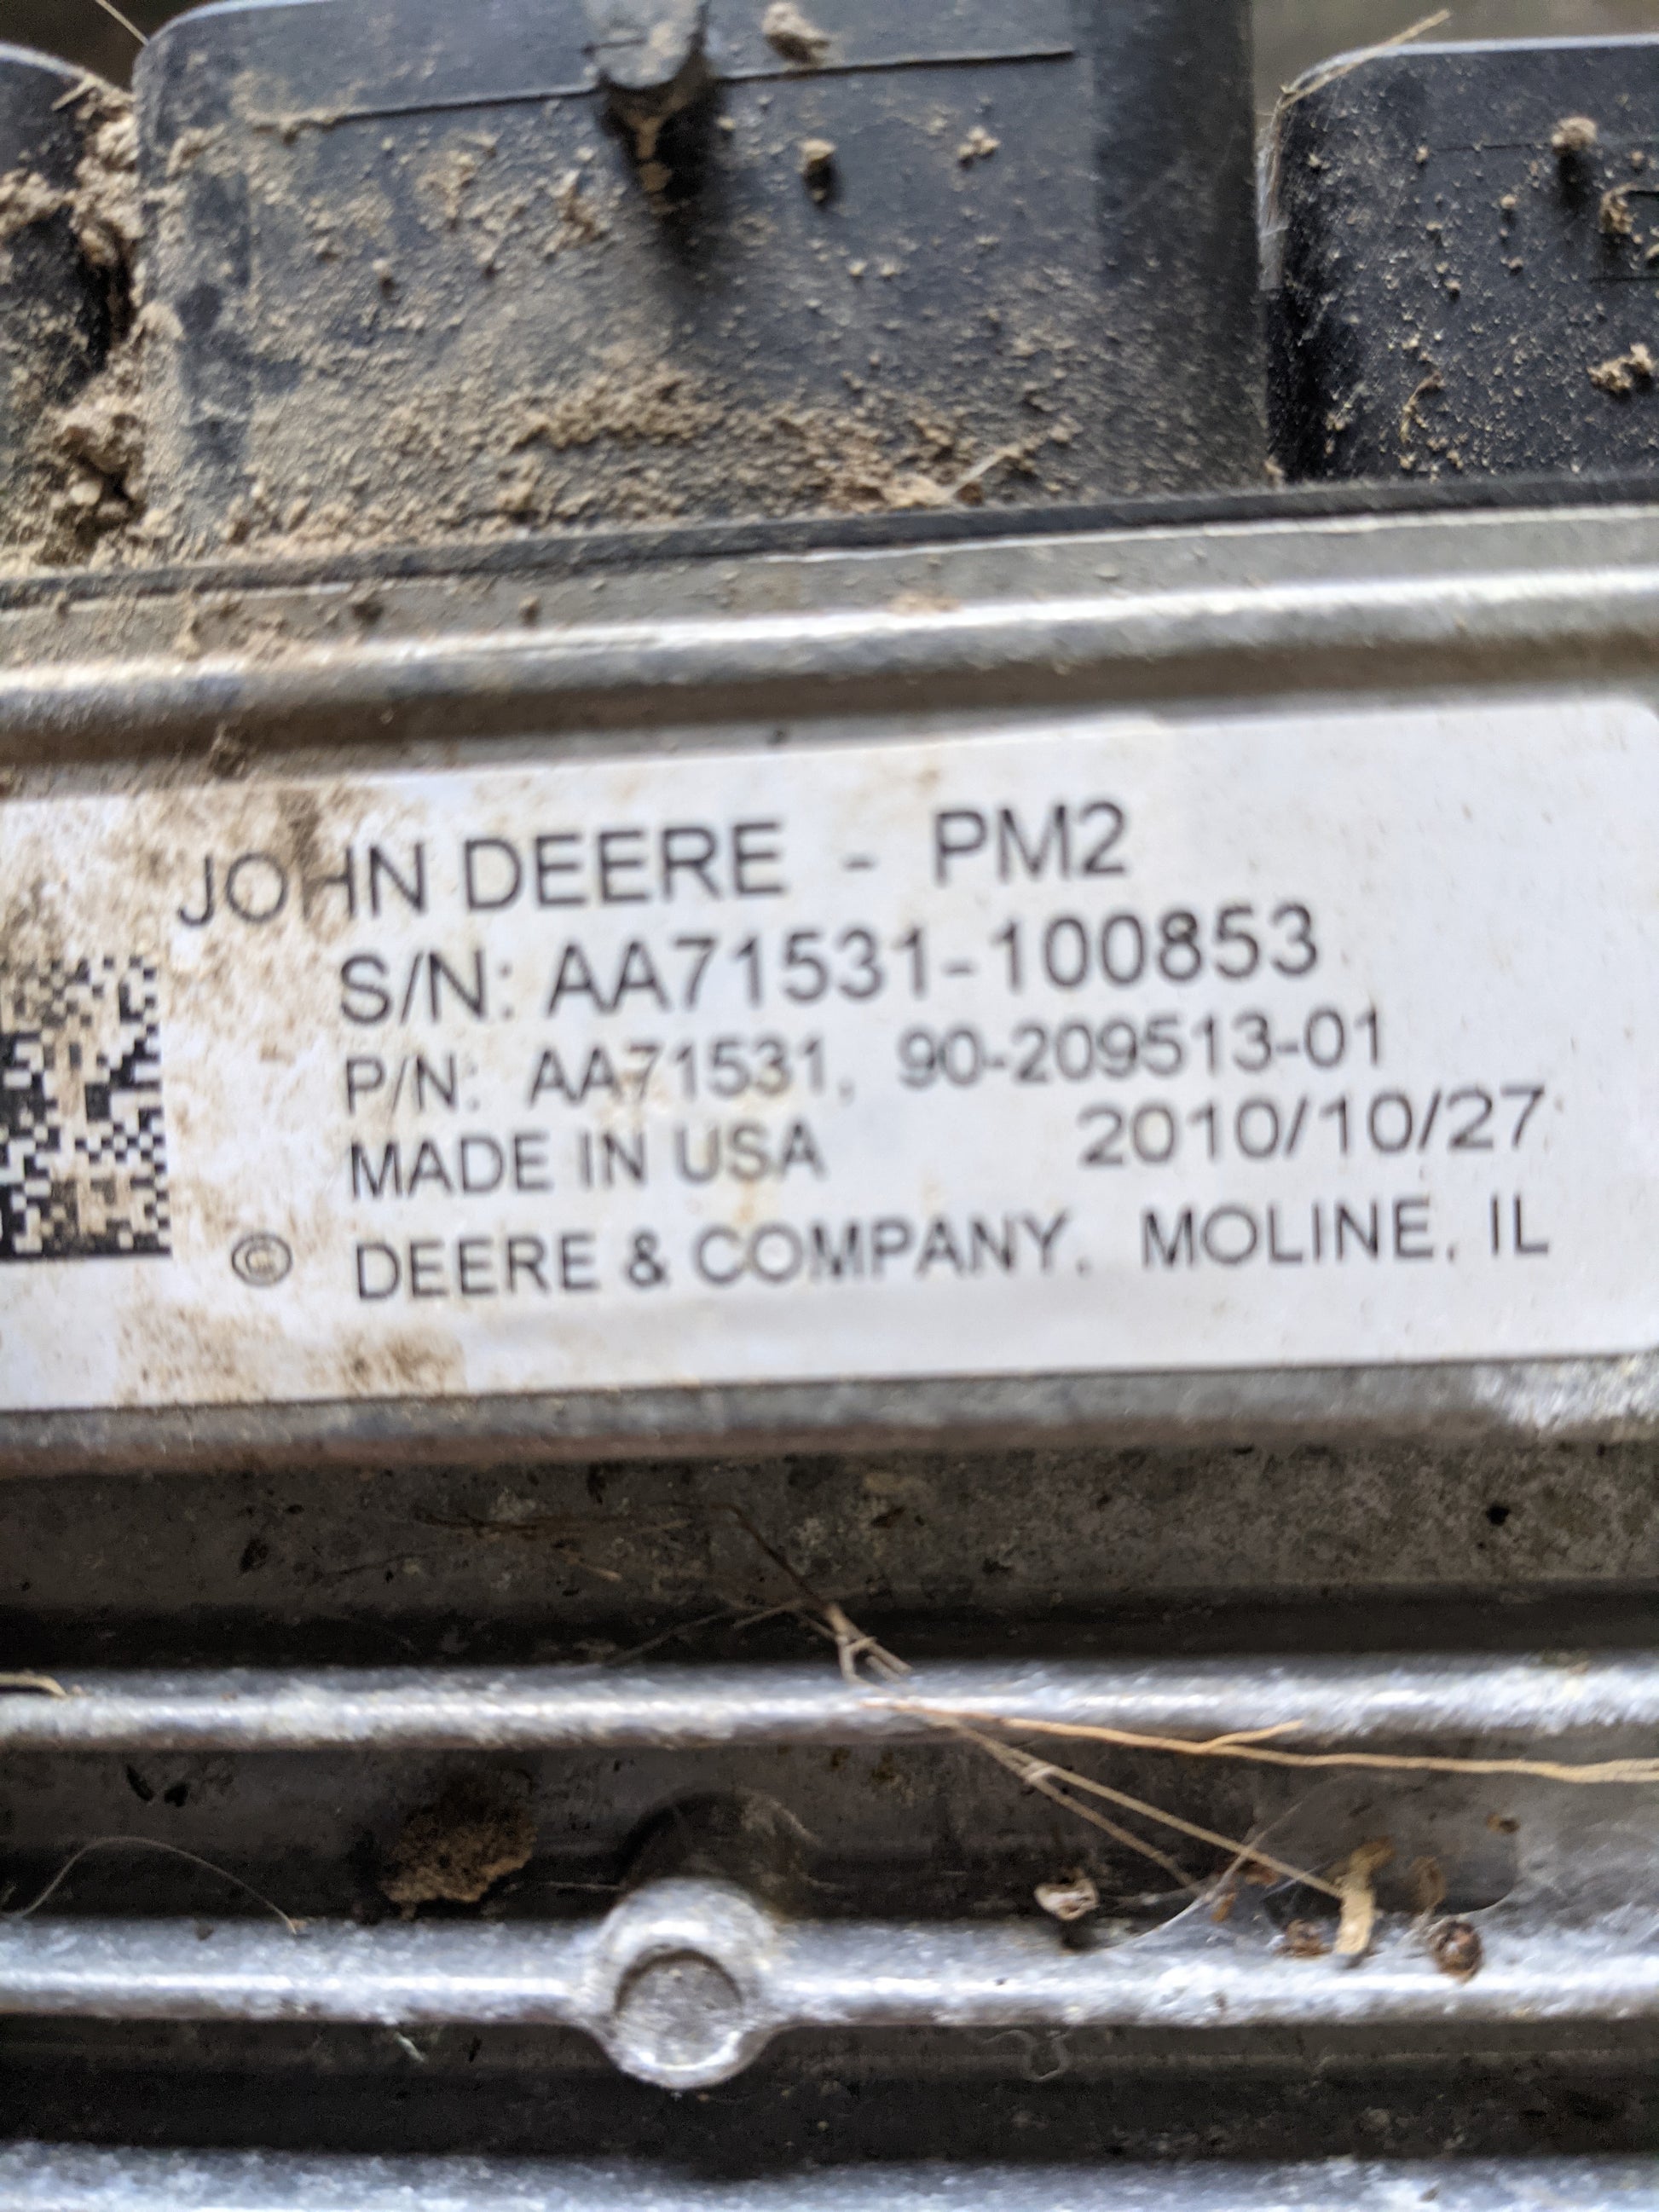 JOHN DEERE - PM2
S/N: AA71531-100853
P/N: AA71531, 90-209513-01
MADE IN USA 2010/10/27
© DEERE & COMPANY, MOLINE, IL